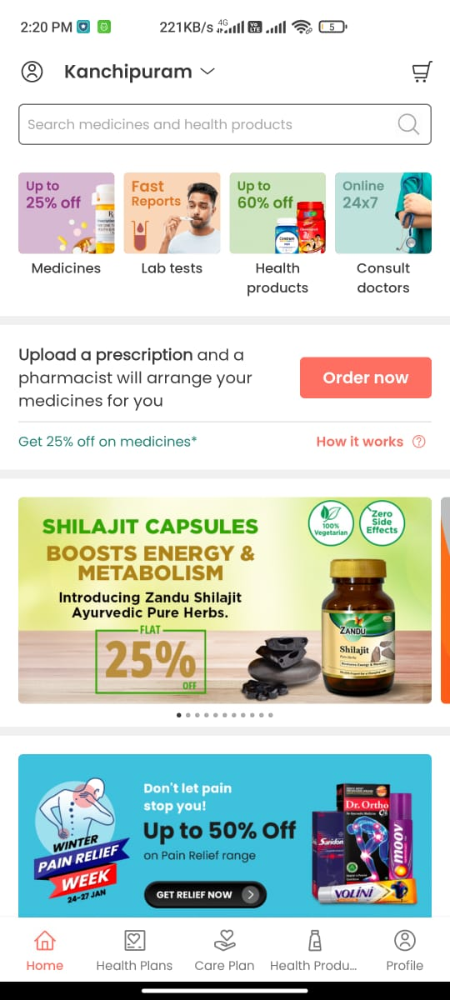 2:20 PM 221KB/s 4G Vo LTE 5
Kanchipuram
Search medicines and health products
Up to
25% off
Fast
Reports
Up to
60% off
Online
24x7
Medicines
Lab tests
Health
products
Consult
doctors
Upload a prescription and a
pharmacist will arrange your
medicines for you
Order now
Get 25% off on medicines*
How it works ?
SHILAJIT CAPSULES
BOOSTS ENERGY &
METABOLISM
Introducing Zandu Shilajit
Ayurvedic Pure Herbs.
FLAT
25%
OFF
100%
Vegetarian
Zero
Side
Effects
ZANDU
Shilajit
Don't let pain
stop you!
Up to 50% Off
on Pain Relief range
GET RELIEF NOW
WINTER
PAIN RELIEF
WEEK
24-27 JAN
Dr. Ortho
Saridon
moov
VOLINI
Home
Health Plans
Care Plan
Health Produ...
Profile